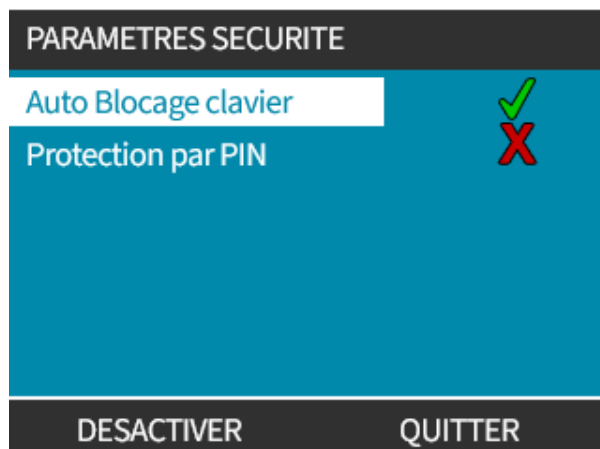 PARAMETRES SECURITE
Auto Blocage clavier
Protection par PIN
DESACTIVER QUITTER